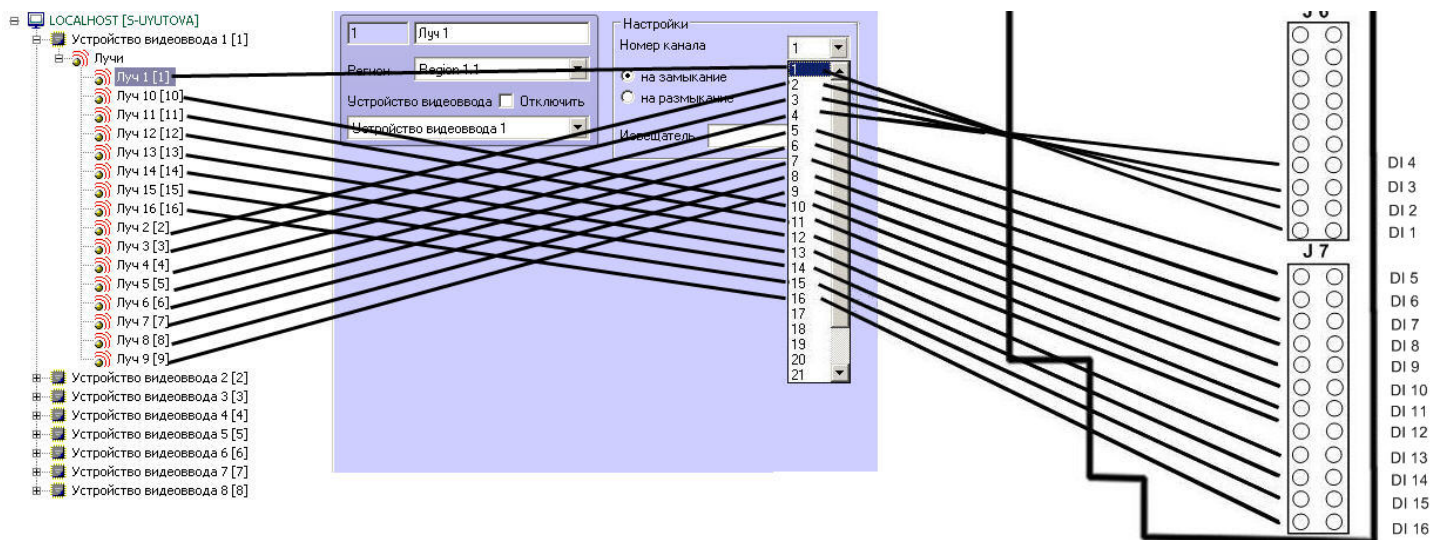 LOCALHOST [S-UYUTOVA]
Устройство видеоввода 1 [1]
Лучи
Луч 1 [1]
Луч 10 [10]
Луч 11 [11]
Луч 12 [12]
Луч 13 [13]
Луч 14 [14]
Луч 15 [15]
Луч 16 [16]
Луч 2 [2]
Луч 3 [3]
Луч 4 [4]
Луч 5 [5]
Луч 6 [6]
Луч 7 [7]
Луч 8 [8]
Луч 9 [9]
Устройство видеоввода 2 [2]
Устройство видеоввода 3 [3]
Устройство видеоввода 4 [4]
Устройство видеоввода 5 [5]
Устройство видеоввода 6 [6]
Устройство видеоввода 7 [7]
Устройство видеоввода 8 [8]
1
Луч 1
Регион
Region 1.1
Устройство видеоввода
Отключить
Устройство видеоввода 1
Настройки
Номер канала
1
на замыкание
на размыкание
Извещатель
1
2
3
4
5
6
7
8
9
10
11
12
13
14
15
16
17
18
19
20
21
J 6
DI 4
DI 3
DI 2
DI 1
J 7
DI 5
DI 6
DI 7
DI 8
DI 9
DI 10
DI 11
DI 12
DI 13
DI 14
DI 15
DI 16